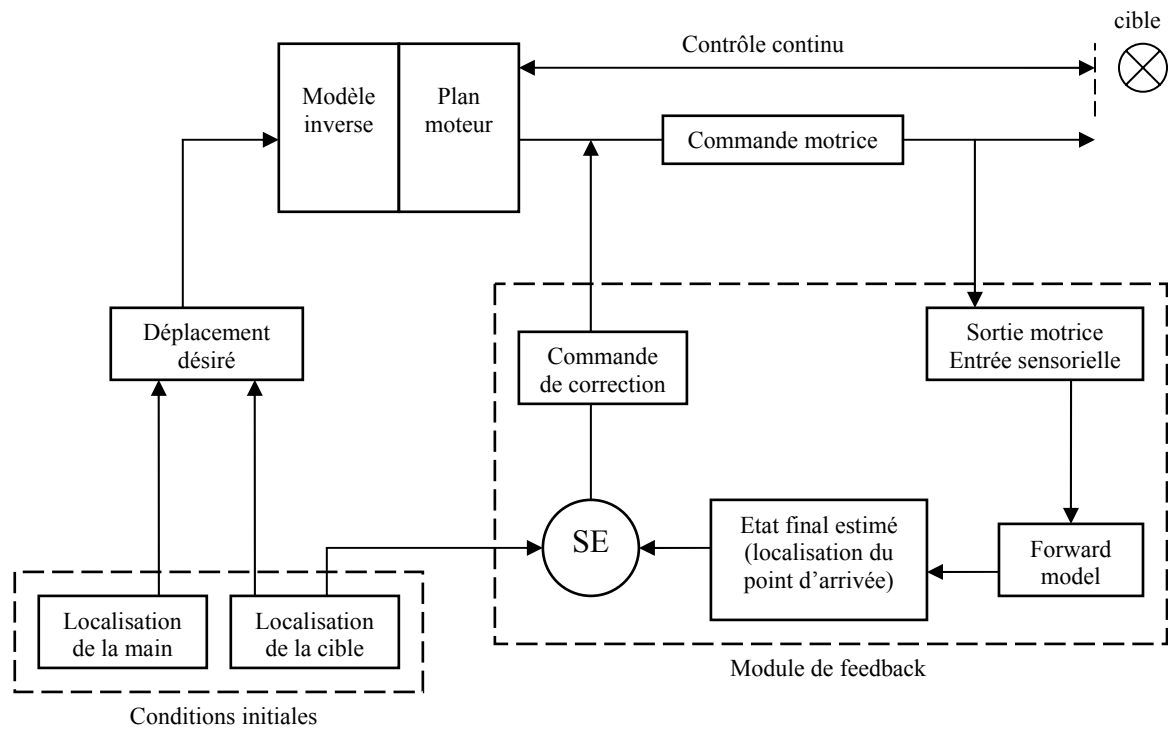 cible
Contrôle continu
Modèle
inverse
Plan
moteur
Commande motrice
Déplacement
désiré
Commande
de correction
Sortie motrice
Entrée sensorielle
SE
Etat final estimé
(localisation du
point d’arrivée)
Forward
model
Localisation
de la main
Localisation
de la cible
Module de feedback
Conditions initiales